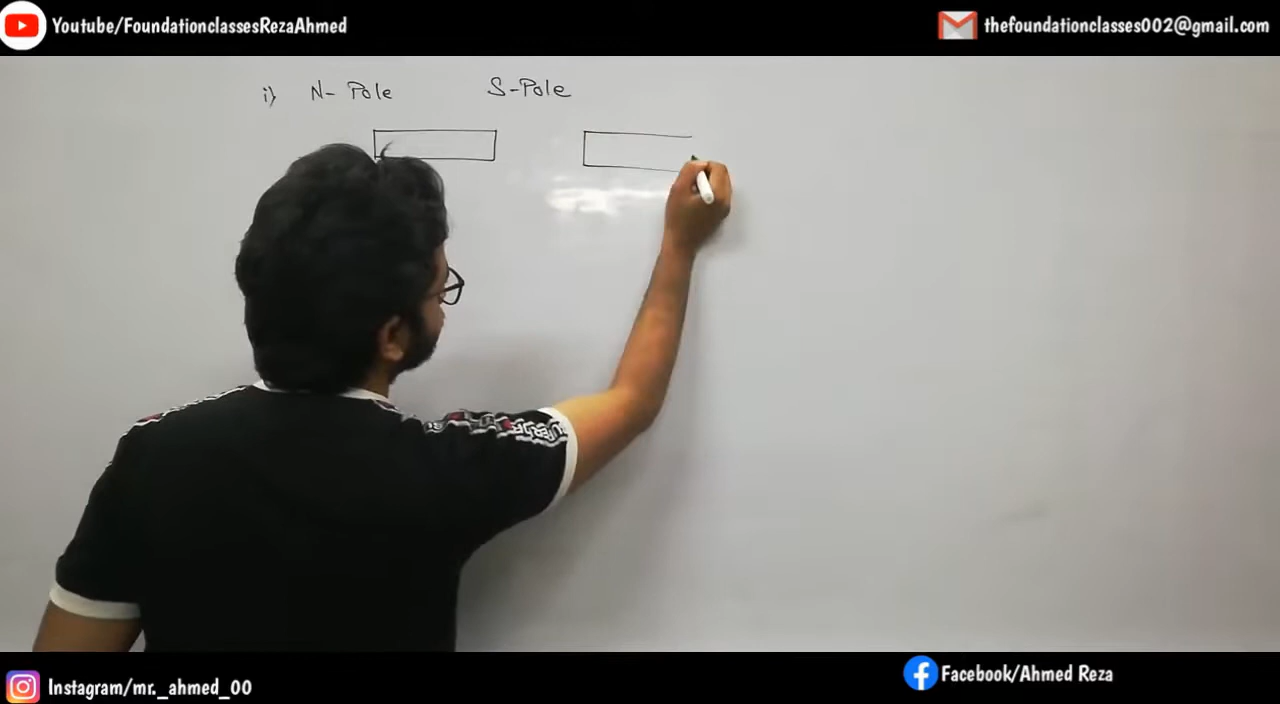 Youtube/FoundationclassesRezaAhmed
thefoundationclasses002@gmail.com
i) N- Pole S-Pole
Instagram/mr._ahmed_00
Facebook/Ahmed Reza